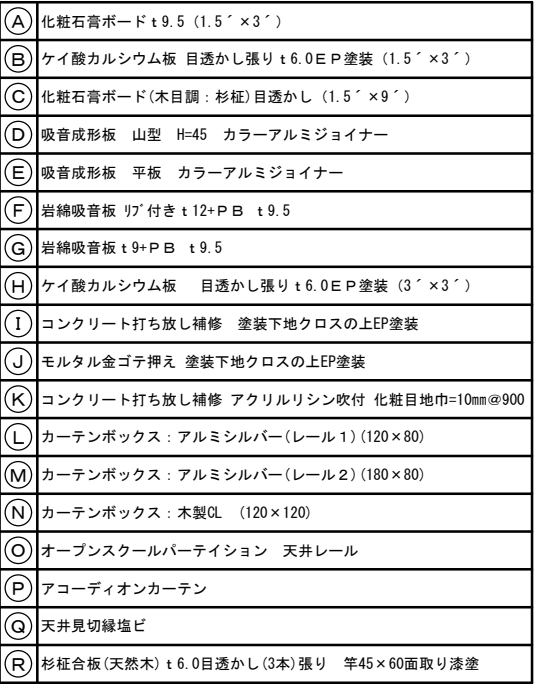 Ⓐ 化粧石膏ボードｔ9.5（1.5´×3´）
Ⓑ ケイ酸カルシウム板 目透かし張りｔ6.0ＥＰ塗装（1.5´×3´）
Ⓒ 化粧石膏ボード(木目調：杉柾)目透かし（1.5´×9´）
Ⓓ 吸音成形板　山型　H=45　カラーアルミジョイナー
Ⓔ 吸音成形板　平板　カラーアルミジョイナー
Ⓕ 岩綿吸音板 ﾘﾌﾞ付きｔ12+ＰＢ ｔ9.5
Ⓖ 岩綿吸音板ｔ9+ＰＢ ｔ9.5
Ⓗ ケイ酸カルシウム板　目透かし張りｔ6.0ＥＰ塗装（3´×3´）
Ⓘ コンクリート打ち放し補修　塗装下地クロスの上EP塗装
Ⓙ モルタル金ゴテ押え 塗装下地クロスの上EP塗装
Ⓚ コンクリート打ち放し補修 アクリルリシン吹付 化粧目地巾=10㎜＠900
Ⓛ カーテンボックス：アルミシルバー(レール１)(120×80)
Ⓜ カーテンボックス：アルミシルバー(レール２)(180×80)
Ⓝ カーテンボックス：木製CL　(120×120)
Ⓞ オープンスクールパーテイション　天井レール
Ⓟ アコーディオンカーテン
Ⓠ 天井見切縁塩ビ
Ⓡ 杉柾合板(天然木)ｔ6.0目透かし(3本)張り　竿45×60面取り漆塗